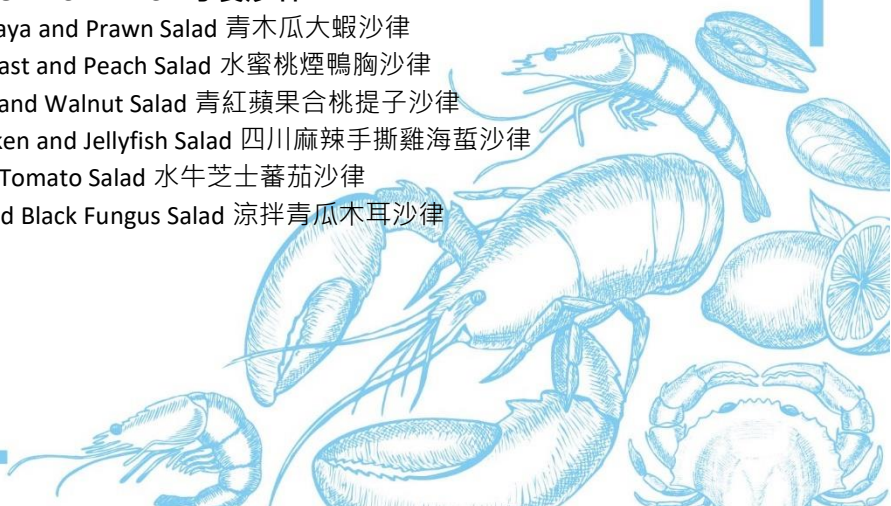 and Prawn Salad 青木瓜大蝦沙律
and Peach Salad 水蜜桃煙鴨胸沙律
and Walnut Salad 青紅蘋果合桃提子沙律
and Jellyfish Salad 四川麻辣手撕雞海蜇沙律
Tomato Salad 水牛芝士蕃茄沙律
Black Fungus Salad 涼拌青瓜木耳沙律